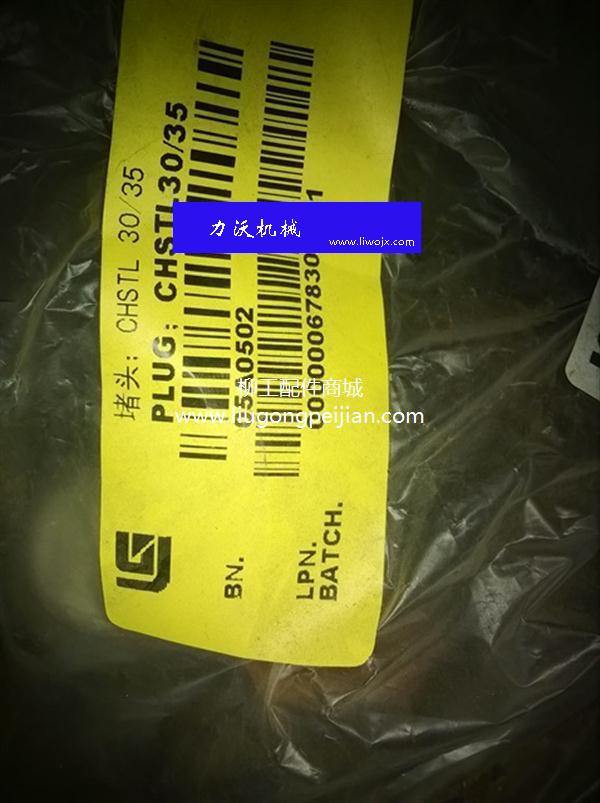 堵头：CHSTL 30/35
PLUG；CHSTL 30/35
0502
BN.
LPN.
BATCH.
力沃机械
www.liwojx.com
柳工配件商城
www.liugongpeijian.com